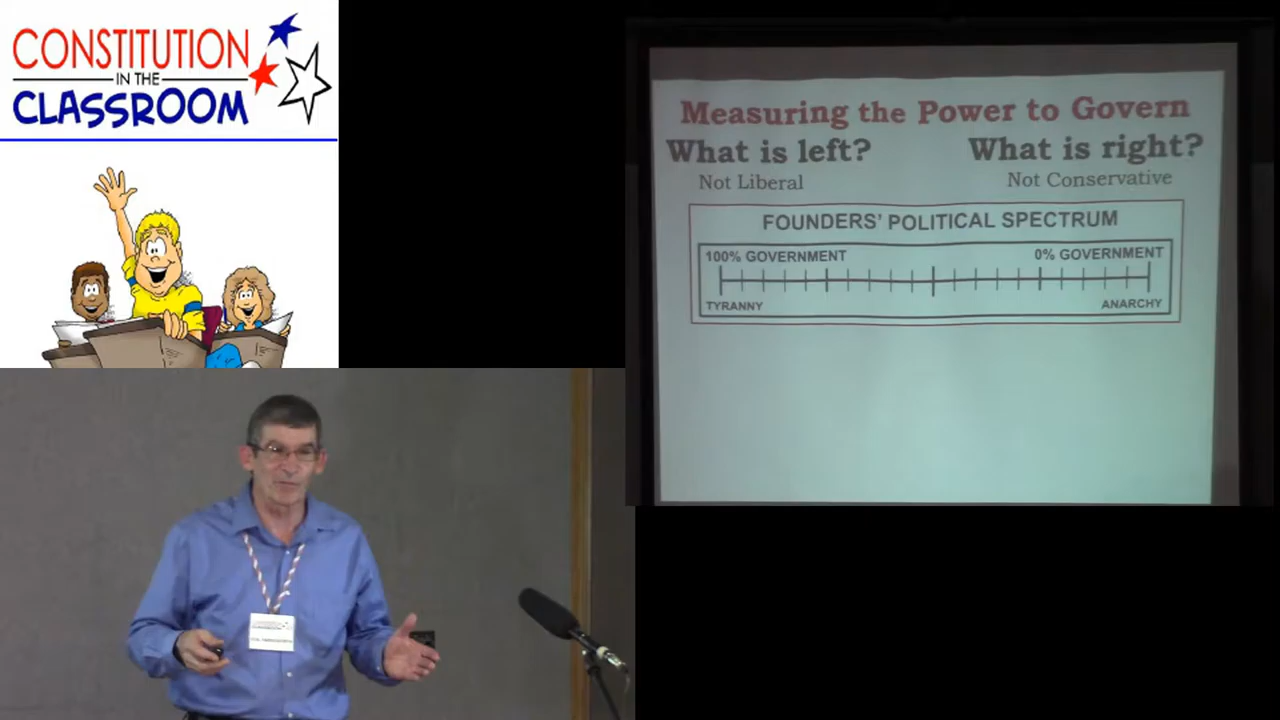 CONSTITUTION
IN THE
CLASSROOM
Measuring the Power to Govern
What is left? What is right?
Not Liberal Not Conservative
FOUNDERS' POLITICAL SPECTRUM
100% GOVERNMENT 0% GOVERNMENT
TYRANNY ANARCHY